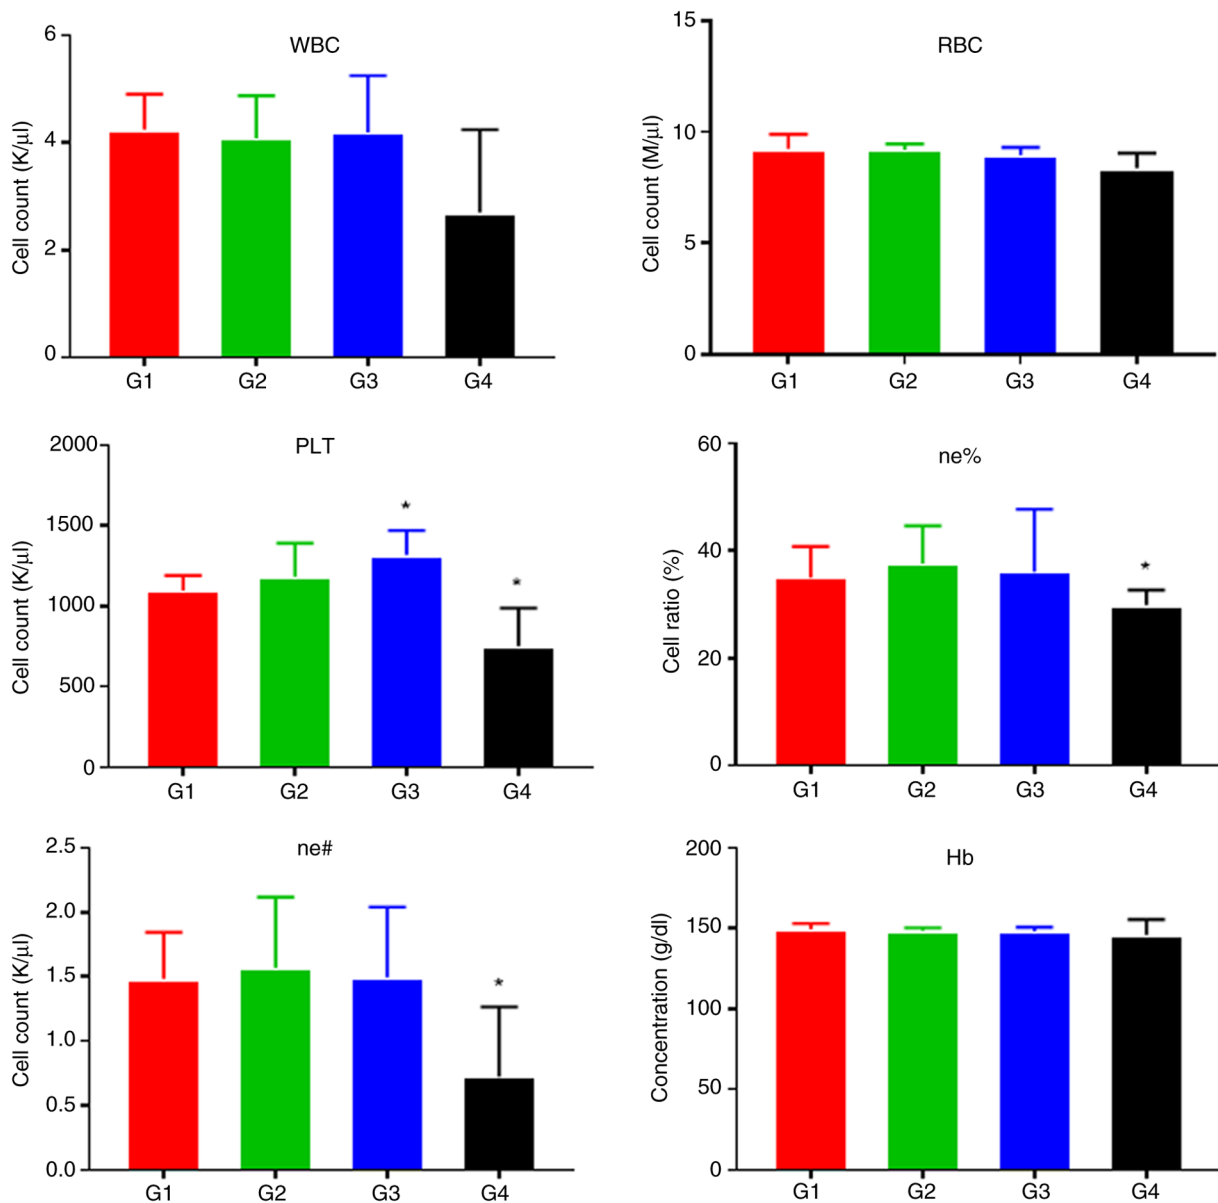 WBC
Cell count (K/µl)
6
4
2
0
G1 G2 G3 G4
RBC
Cell count (M/µl)
15
10
5
0
G1 G2 G3 G4
PLT
Cell count (K/µl)
2000
1500
1000
500
0
* *
G1 G2 G3 G4
ne%
Cell ratio (%)
60
40
20
0
*
G1 G2 G3 G4
ne#
Cell count (K/µl)
2.5
2.0
1.5
1.0
0.5
0.0
*
G1 G2 G3 G4
Hb
Concentration (g/dl)
200
150
100
50
0
G1 G2 G3 G4